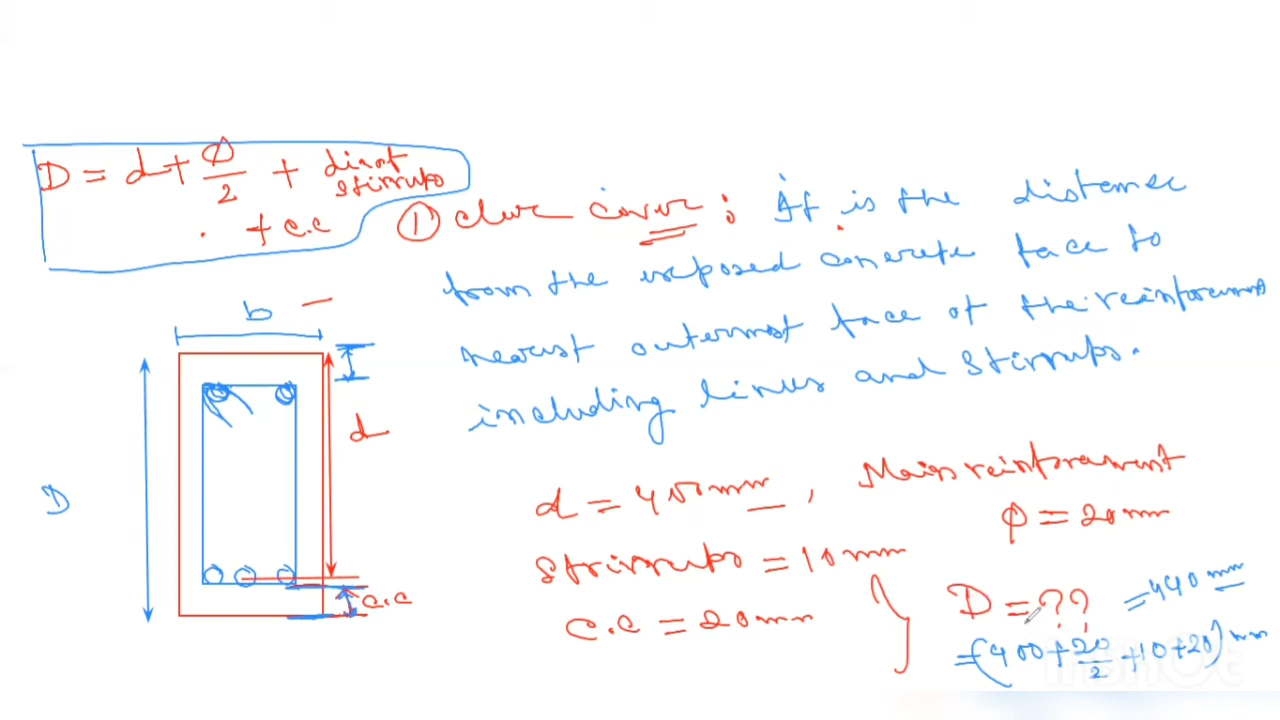 D = d + φ/2 + dia of stirrups
+ c.c
① clear cover : It is the distance
from the exposed concrete face to
nearest outermost face of the reinforcement
including links and stirrups.
b
d
D
c.c
d = 400 mm , Main reinforcement
φ = 20 mm
Stirrups = 10 mm
c.c = 20 mm
D = ?? = 440 mm
= (400 + 20/2 + 10 + 20) mm